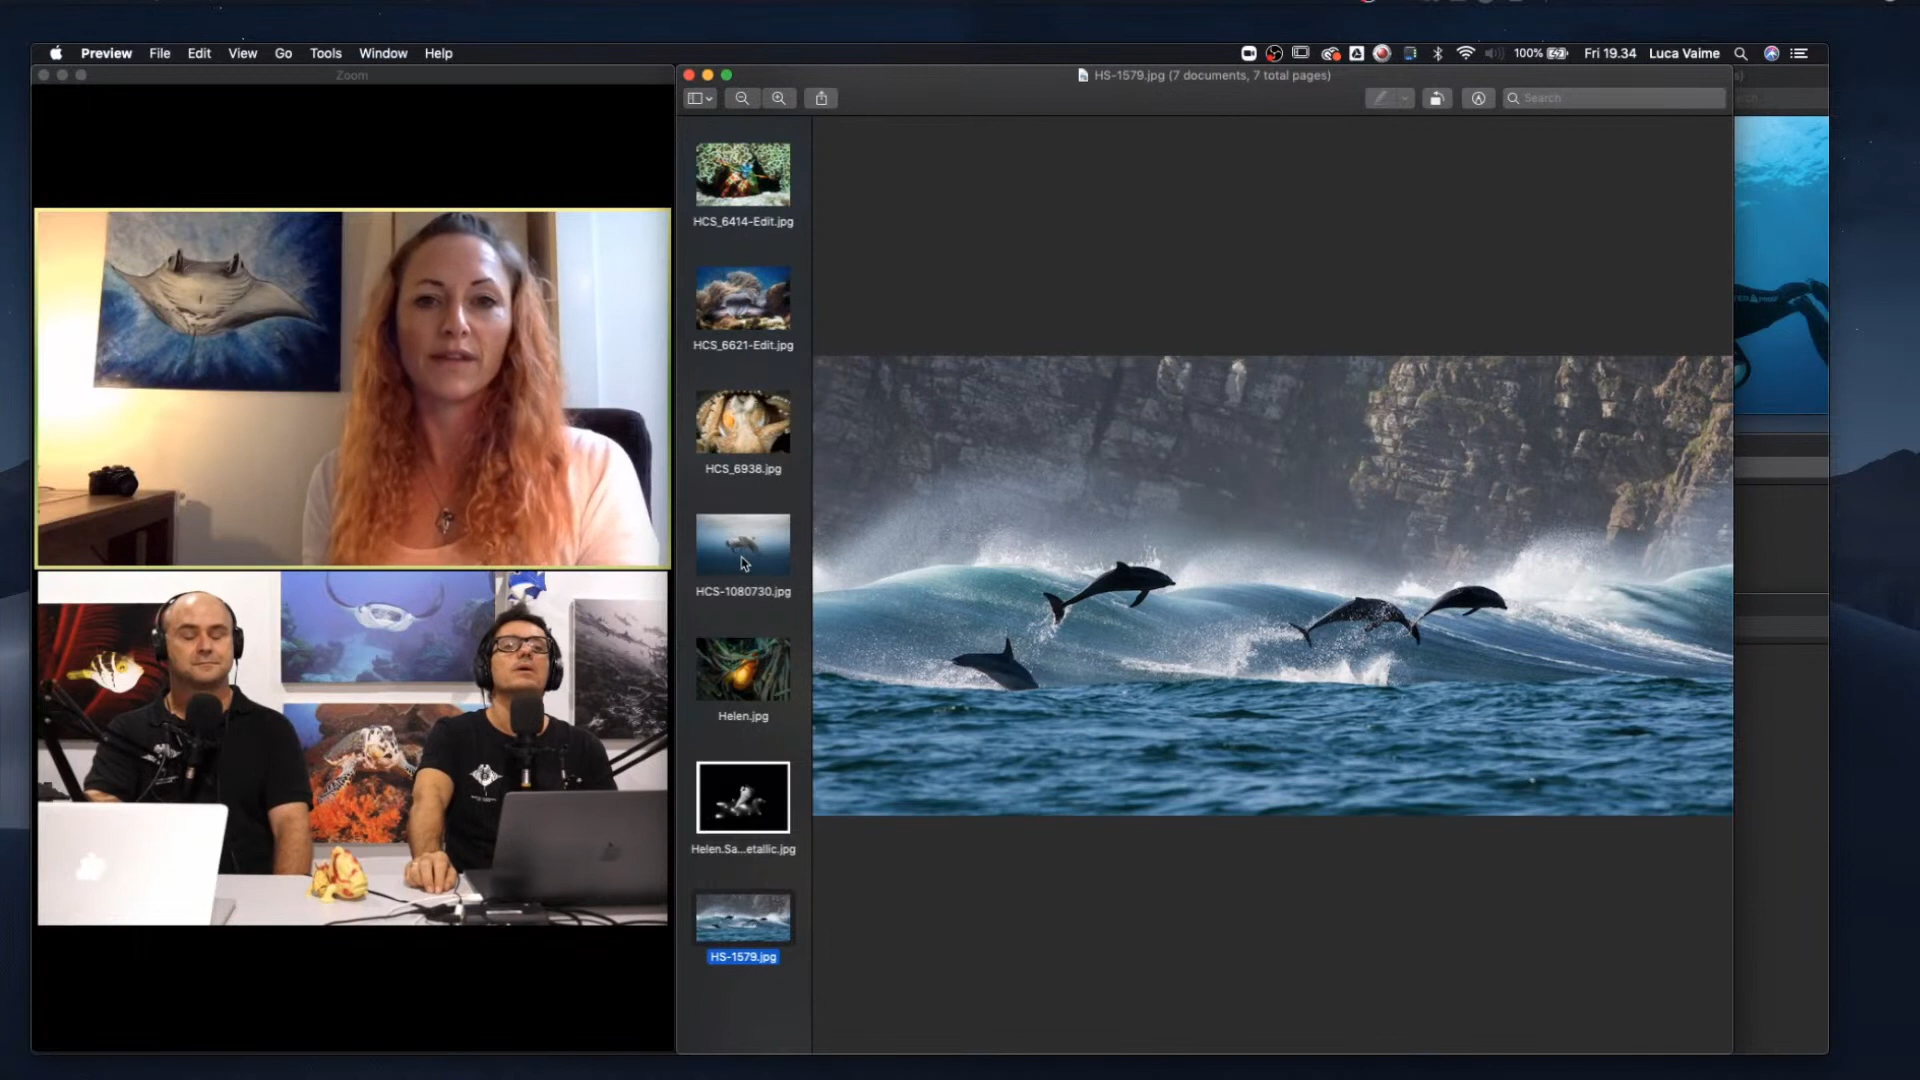 Preview File Edit View Go Tools Window Help
100% Fri 19.34 Luca Vaime
Zoom
HS-1579.jpg (7 documents, 7 total pages)
Search
HCS_6414-Edit.jpg
HCS_6621-Edit.jpg
HCS_6938.jpg
HCS-1080730.jpg
Helen.jpg
Helen.Sa...etallic.jpg
HS-1579.jpg